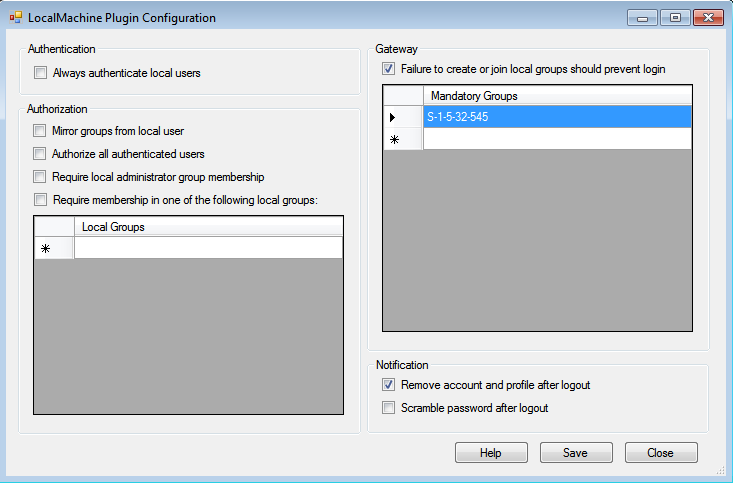 LocalMachine Plugin Configuration
Authentication
Always authenticate local users
Authorization
Mirror groups from local user
Authorize all authenticated users
Require local administrator group membership
Require membership in one of the following local groups:
Local Groups
*
Gateway
Failure to create or join local groups should prevent login
Mandatory Groups
S-1-5-32-545
*
Notification
Remove account and profile after logout
Scramble password after logout
Help
Save
Close